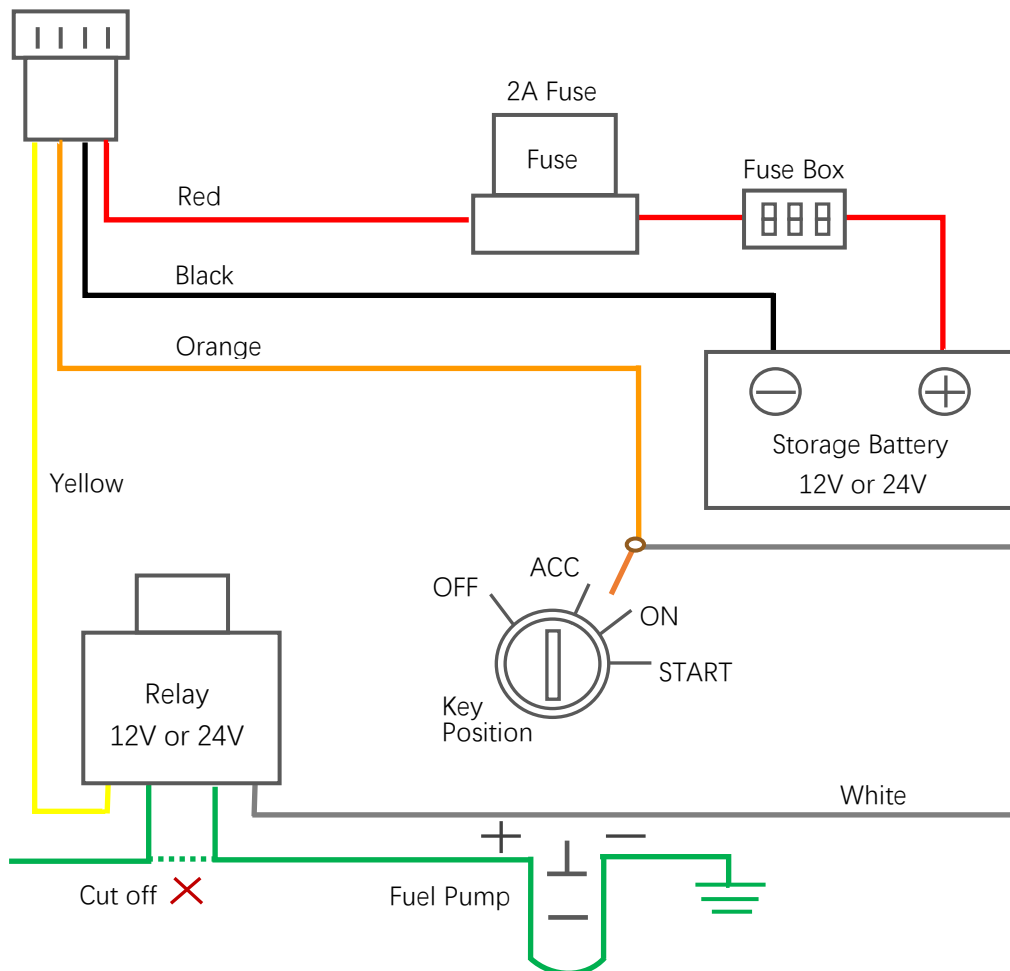 2A Fuse
Fuse
Fuse Box
Red
Black
Orange
Storage Battery
12V or 24V
Yellow
ACC
OFF
ON
START
Key
Position
Relay
12V or 24V
White
Cut off
Fuel Pump